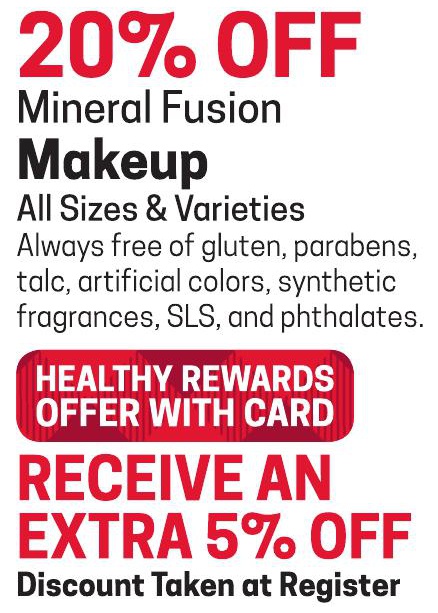 20% OFF
Mineral Fusion
Makeup
All Sizes & Varieties
Always free of gluten, parabens,
talc, artificial colors, synthetic
fragrances, SLS, and phthalates.
HEALTHY REWARDS
OFFER WITH CARD
RECEIVE AN
EXTRA 5% OFF
Discount Taken at Register